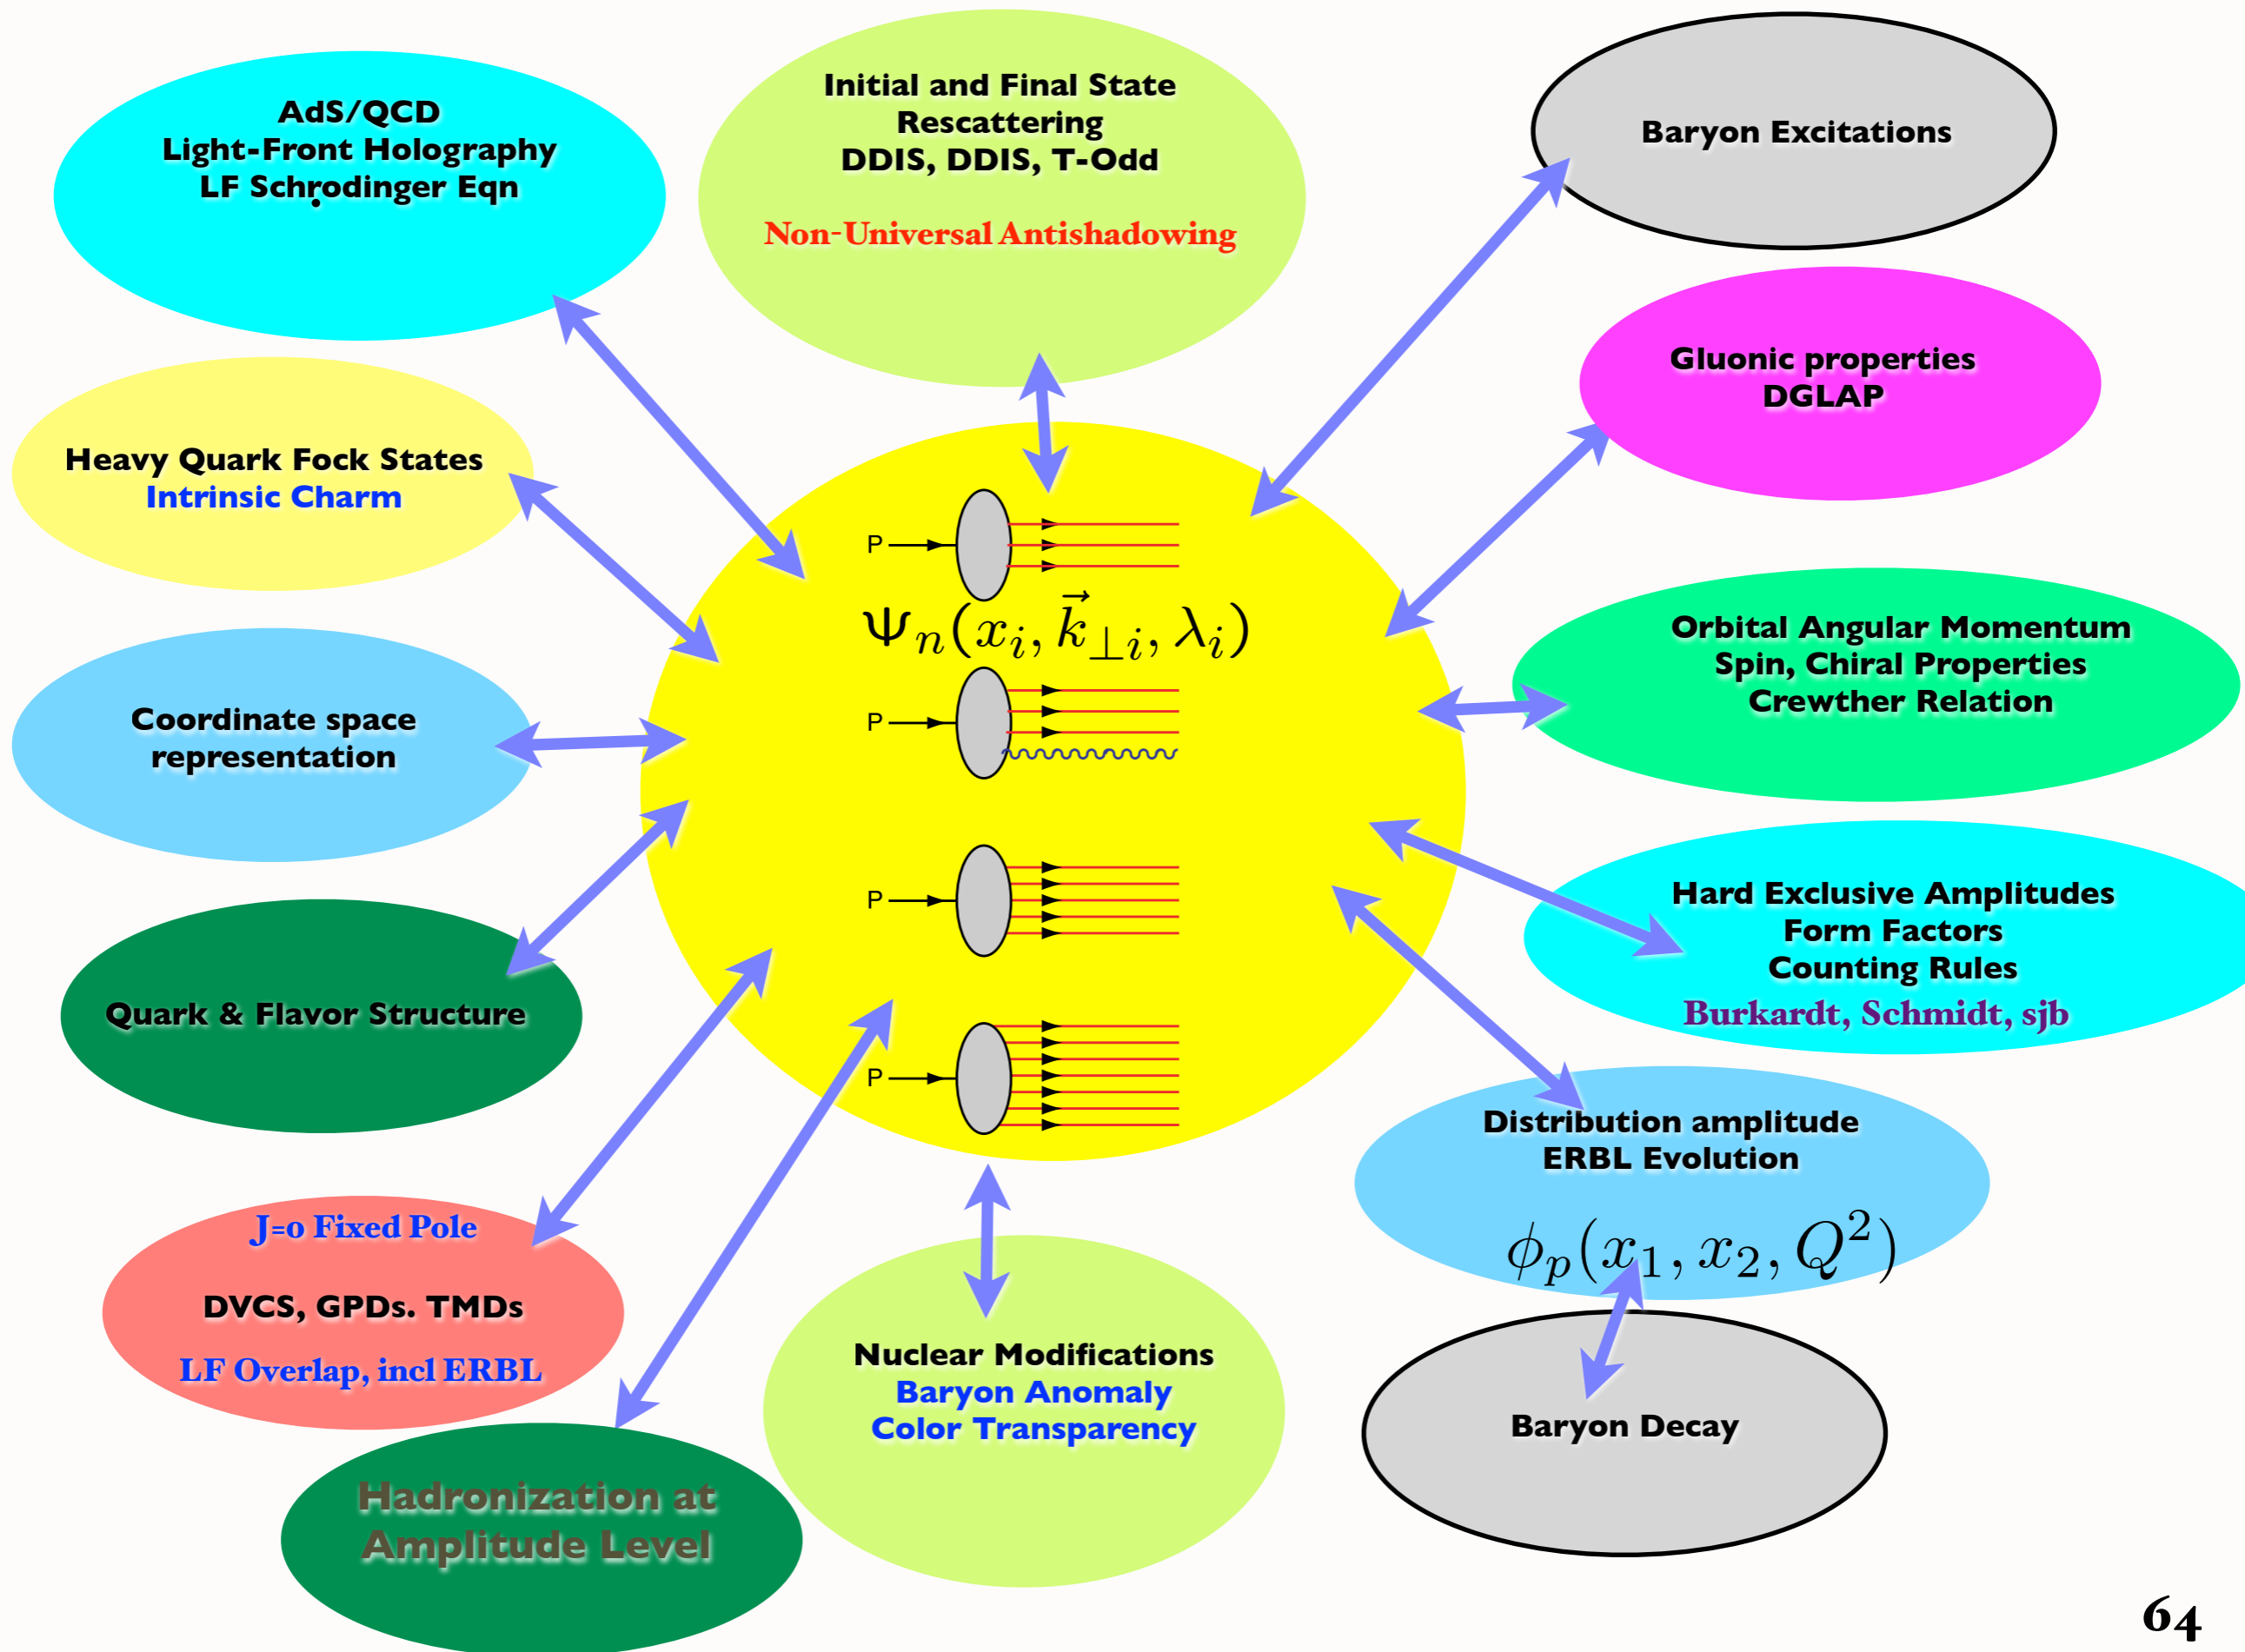 AdS/QCD
Light-Front Holography
LF Schrodinger Eqn
Initial and Final State
Rescattering
DDIS, DDIS, T-Odd
Non-Universal Antishadowing
Baryon Excitations
Gluonic properties
DGLAP
Heavy Quark Fock States
Intrinsic Charm
P
Ψₙ(xᵢ, k⃗⊥ᵢ, λᵢ)
P
P
P
Orbital Angular Momentum
Spin, Chiral Properties
Crewther Relation
Coordinate space
representation
Hard Exclusive Amplitudes
Form Factors
Counting Rules
Burkardt, Schmidt, sjb
Quark & Flavor Structure
Distribution amplitude
ERBL Evolution
ϕₚ(x₁, x₂, Q²)
J=0 Fixed Pole
DVCS, GPDs. TMDs
LF Overlap, incl ERBL
Nuclear Modifications
Baryon Anomaly
Color Transparency
Baryon Decay
Hadronization at
Amplitude Level
64